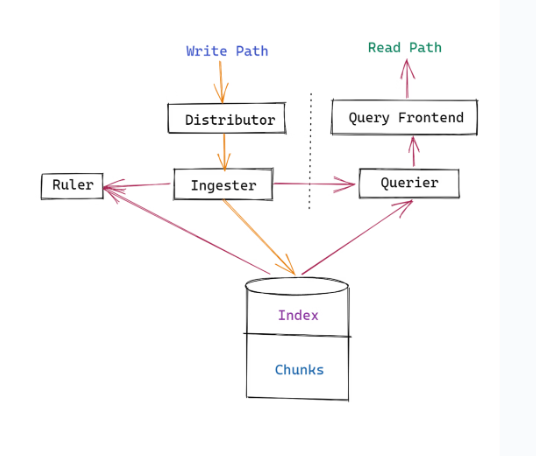 Write Path
Read Path
Distributor
Query Frontend
Ruler
Ingester
Querier
Index
Chunks